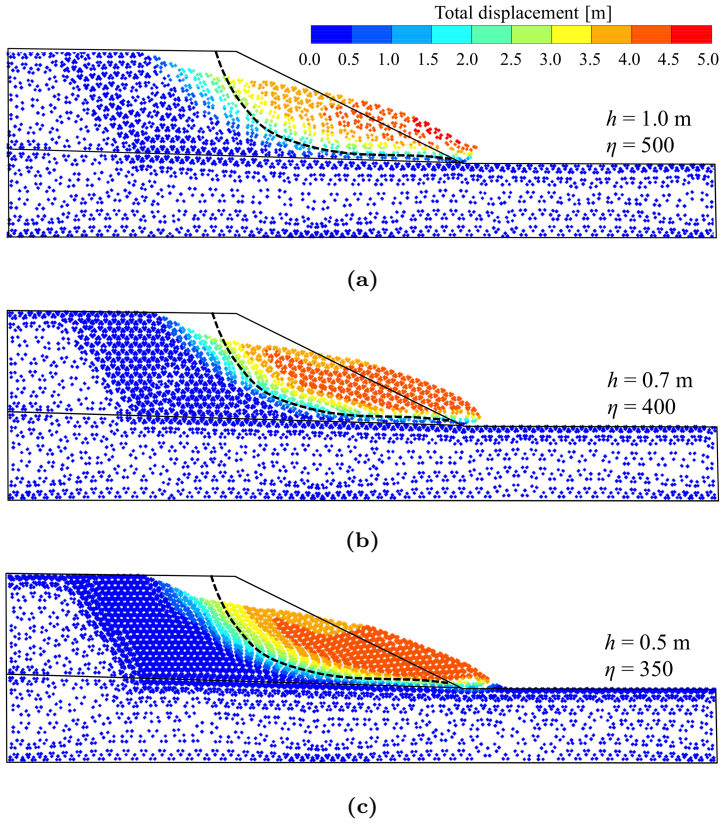 Total displacement [m]
0.0 0.5 1.0 1.5 2.0 2.5 3.0 3.5 4.0 4.5 5.0
h = 1.0 m
η = 500
(a)
h = 0.7 m
η = 400
(b)
h = 0.5 m
η = 350
(c)